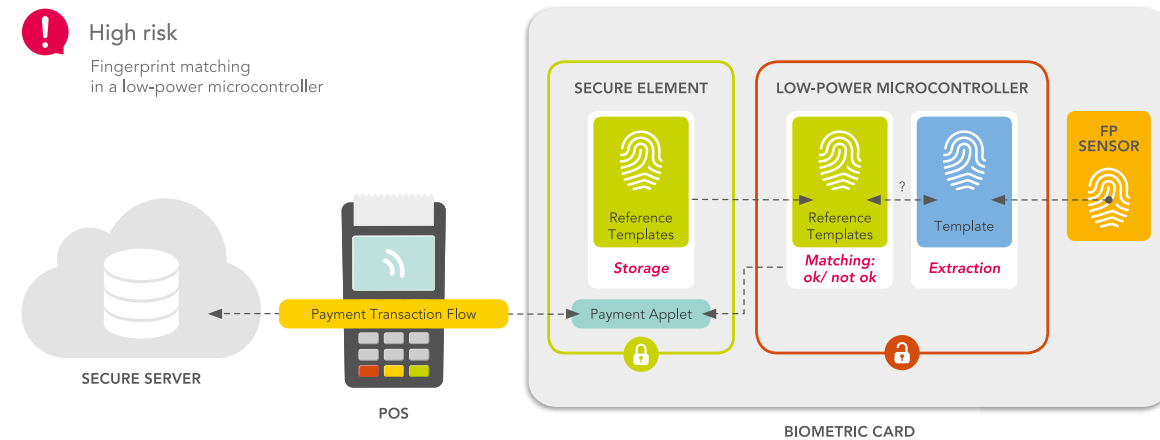 High risk
Fingerprint matching
in a low-power microcontroller
SECURE ELEMENT
LOW-POWER MICROCONTROLLER
FP
SENSOR
Reference
Templates
Storage
Reference
Templates
Matching:
ok/ not ok
?
Template
Extraction
Payment Transaction Flow
Payment Applet
SECURE SERVER
POS
BIOMETRIC CARD